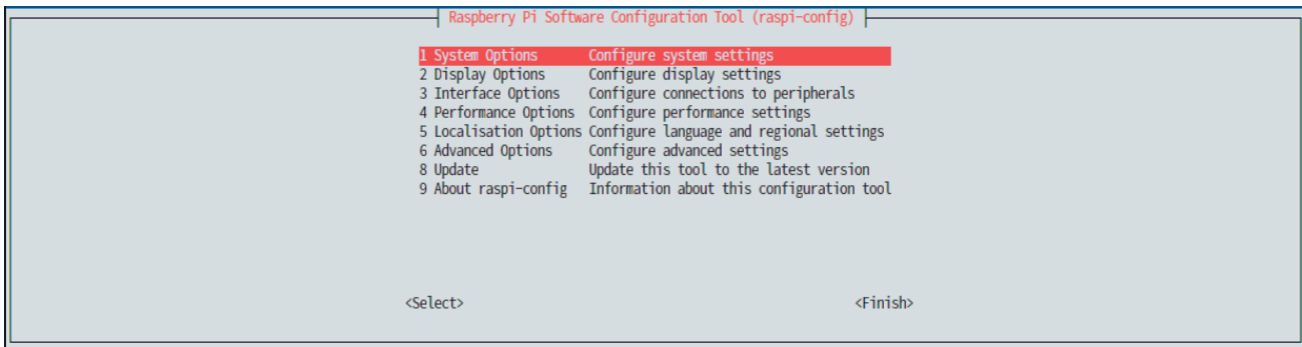 Raspberry Pi Software Configuration Tool (raspi-config)
1 System Options Configure system settings
2 Display Options Configure display settings
3 Interface Options Configure connections to peripherals
4 Performance Options Configure performance settings
5 Localisation Options Configure language and regional settings
6 Advanced Options Configure advanced settings
8 Update Update this tool to the latest version
9 About raspi-config Information about this configuration tool
<Select> <Finish>